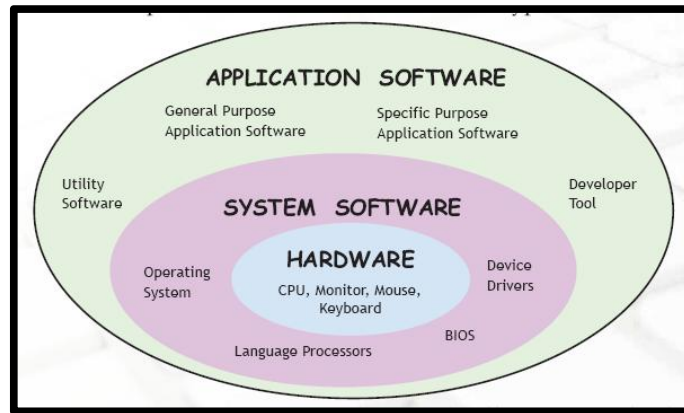 APPLICATION SOFTWARE
General Purpose
Application Software
Specific Purpose
Application Software
Utility
Software
Developer
Tool
SYSTEM SOFTWARE
Operating
System
Device
Drivers
HARDWARE
CPU, Monitor, Mouse,
Keyboard
BIOS
Language Processors